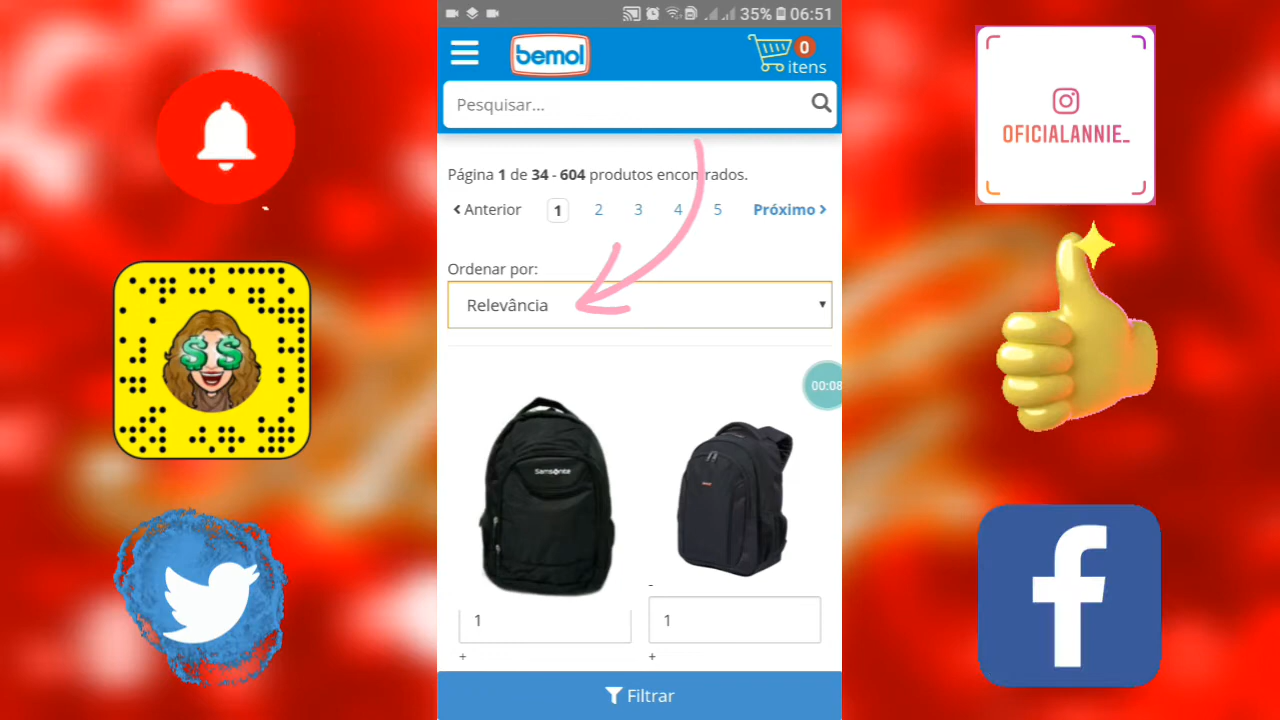 35% 06:51
bemol
0
itens
Pesquisar...
Página 1 de 34 - 604 produtos encontrados.
Anterior 1 2 3 4 5 Próximo
Ordenar por:
Relevância
00:08
Samsonite
-
1 1
+ +
Filtrar
OFICIALANNIE_
$ $
f